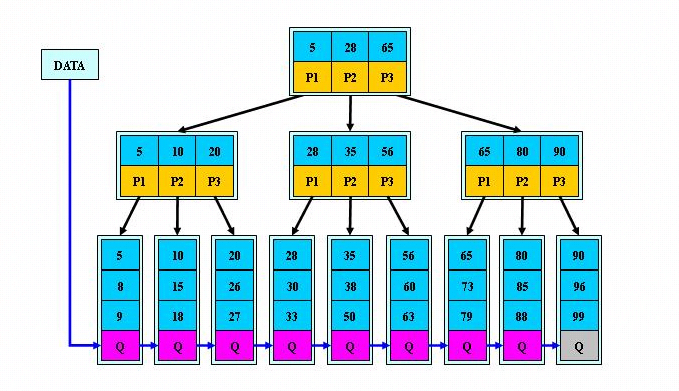 5 28 65
P1 P2 P3
DATA
5 10 20 28 35 56 65 80 90
P1 P2 P3 P1 P2 P3 P1 P2 P3
5 10 20 28 35 56 65 80 90
8 15 26 30 38 60 73 85 96
9 18 27 33 50 63 79 88 99
Q Q Q Q Q Q Q Q Q